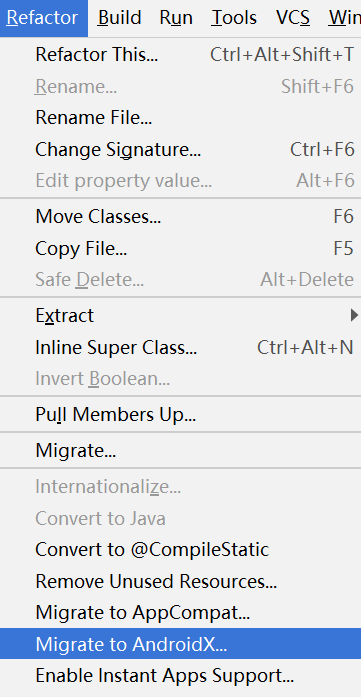 Refactor Build Run Tools VCS Win
Refactor This... Ctrl+Alt+Shift+T
Rename... Shift+F6
Rename File...
Change Signature... Ctrl+F6
Edit property value... Alt+F6
Move Classes... F6
Copy File... F5
Safe Delete... Alt+Delete
Extract
Inline Super Class... Ctrl+Alt+N
Invert Boolean...
Pull Members Up...
Migrate...
Internationalize...
Convert to Java
Convert to @CompileStatic
Remove Unused Resources...
Migrate to AppCompat...
Migrate to AndroidX...
Enable Instant Apps Support...